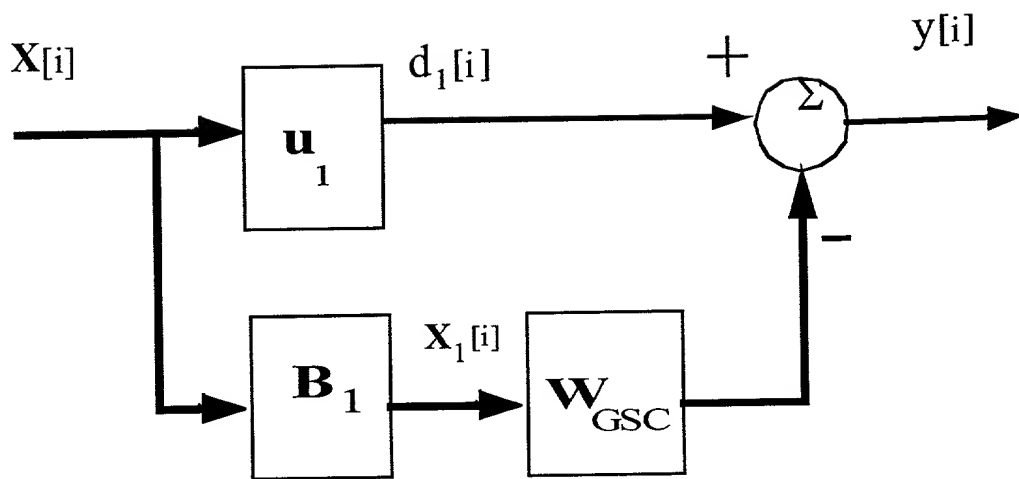 X[i]
d1[i]
+
Σ
y[i]
u1
−
B1
X1[i]
WGSC